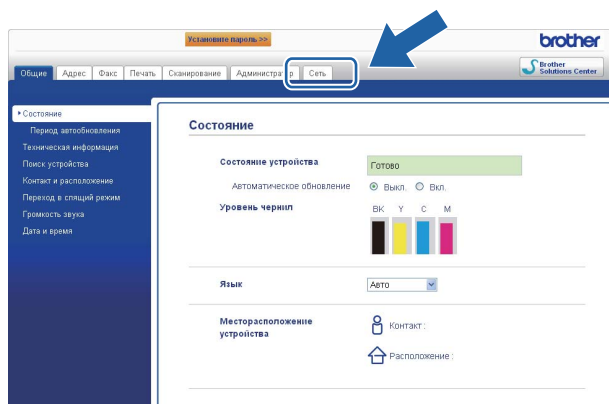 Установите пароль >>
brother
Общие Адрес Факс Печать Сканирование Администратор Сеть
Brother
Solutions Center
Состояние
Период автообновления
Техническая информация
Поиск устройства
Контакт и расположение
Переход в спящий режим
Громкость звука
Дата и время
Состояние
Состояние устройства Готово
Автоматическое обновление Выкл. Вкл.
Уровень чернил BK Y C M
Язык Авто
Месторасположение
устройства
Контакт :
Расположение :